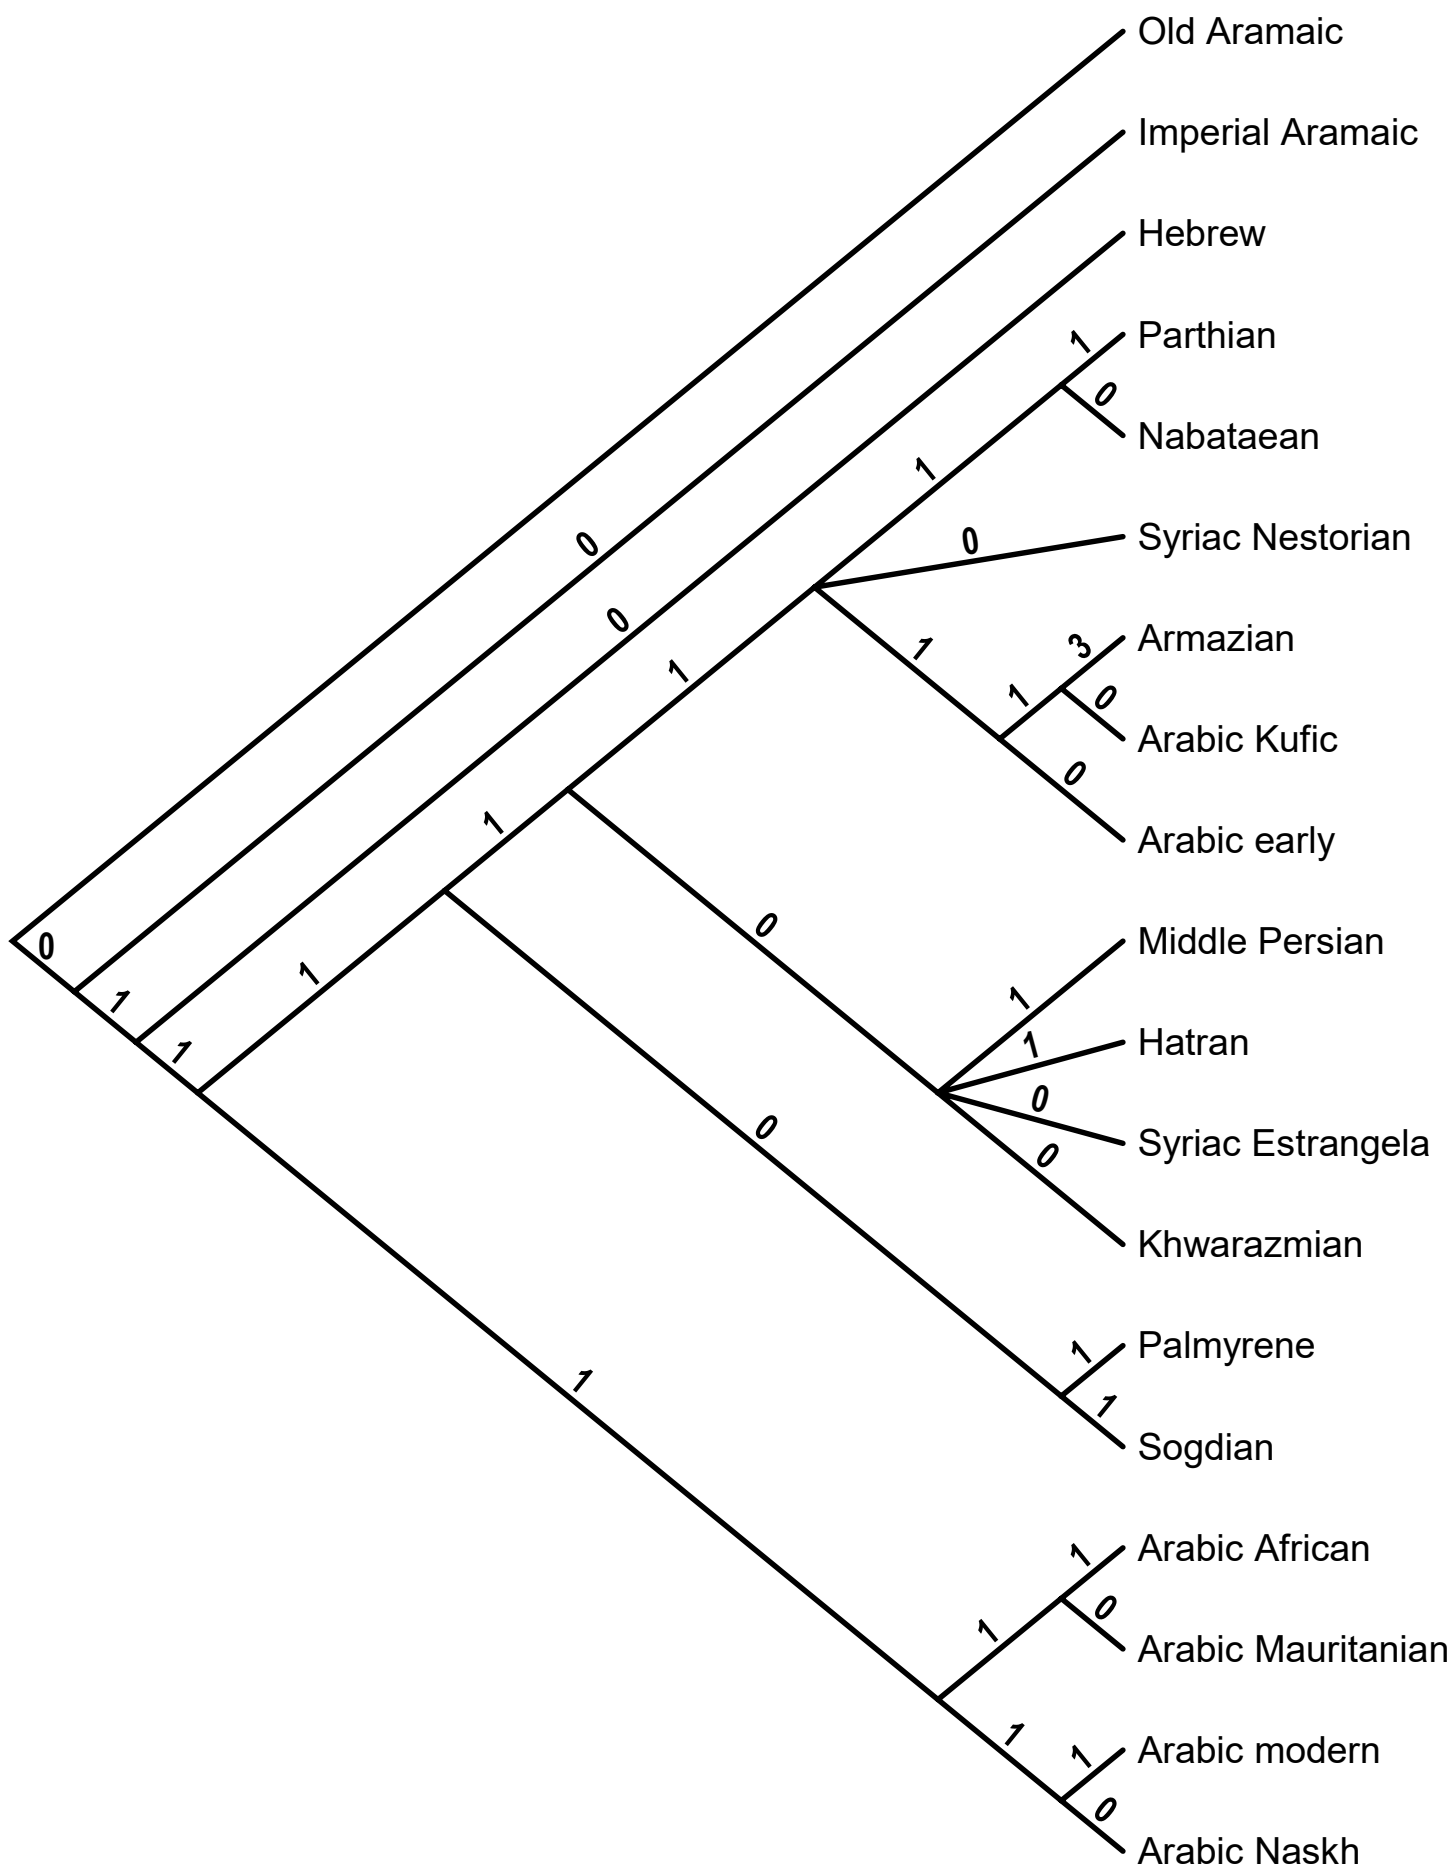 Old Aramaic
Imperial Aramaic
Hebrew
1
Parthian
0
Nabataean
1
0
Syriac Nestorian
0
0
1
1
3
Armazian
1
0
Arabic Kufic
0
Arabic early
1
0
0
Middle Persian
1
1
1
1
Hatran
0
Syriac Estrangela
1
0
0
Khwarazmian
1
Palmyrene
1
1
Sogdian
1
Arabic African
1
0
Arabic Mauritanian
1
1
Arabic modern
0
Arabic Naskh